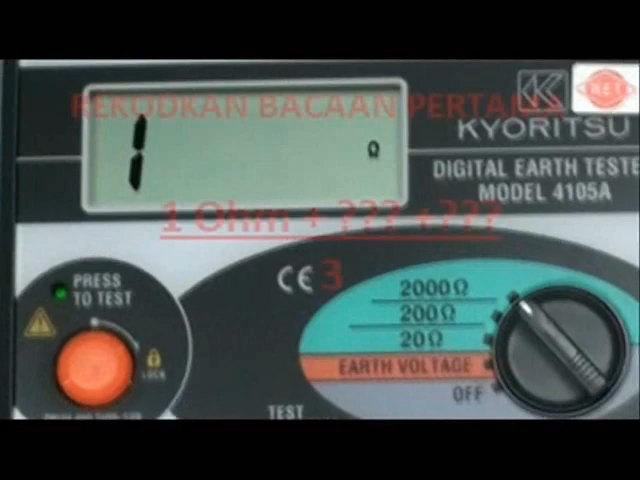 REKODKAN BACAAN PERTAMA
1
Ω
KYORITSU
DIGITAL EARTH TESTE
MODEL 4105A
1 Ohm + ??? +???
3
PRESS
TO TEST
CE
2000Ω
200Ω
20Ω
EARTH VOLTAGE
OFF
LOCK
TEST